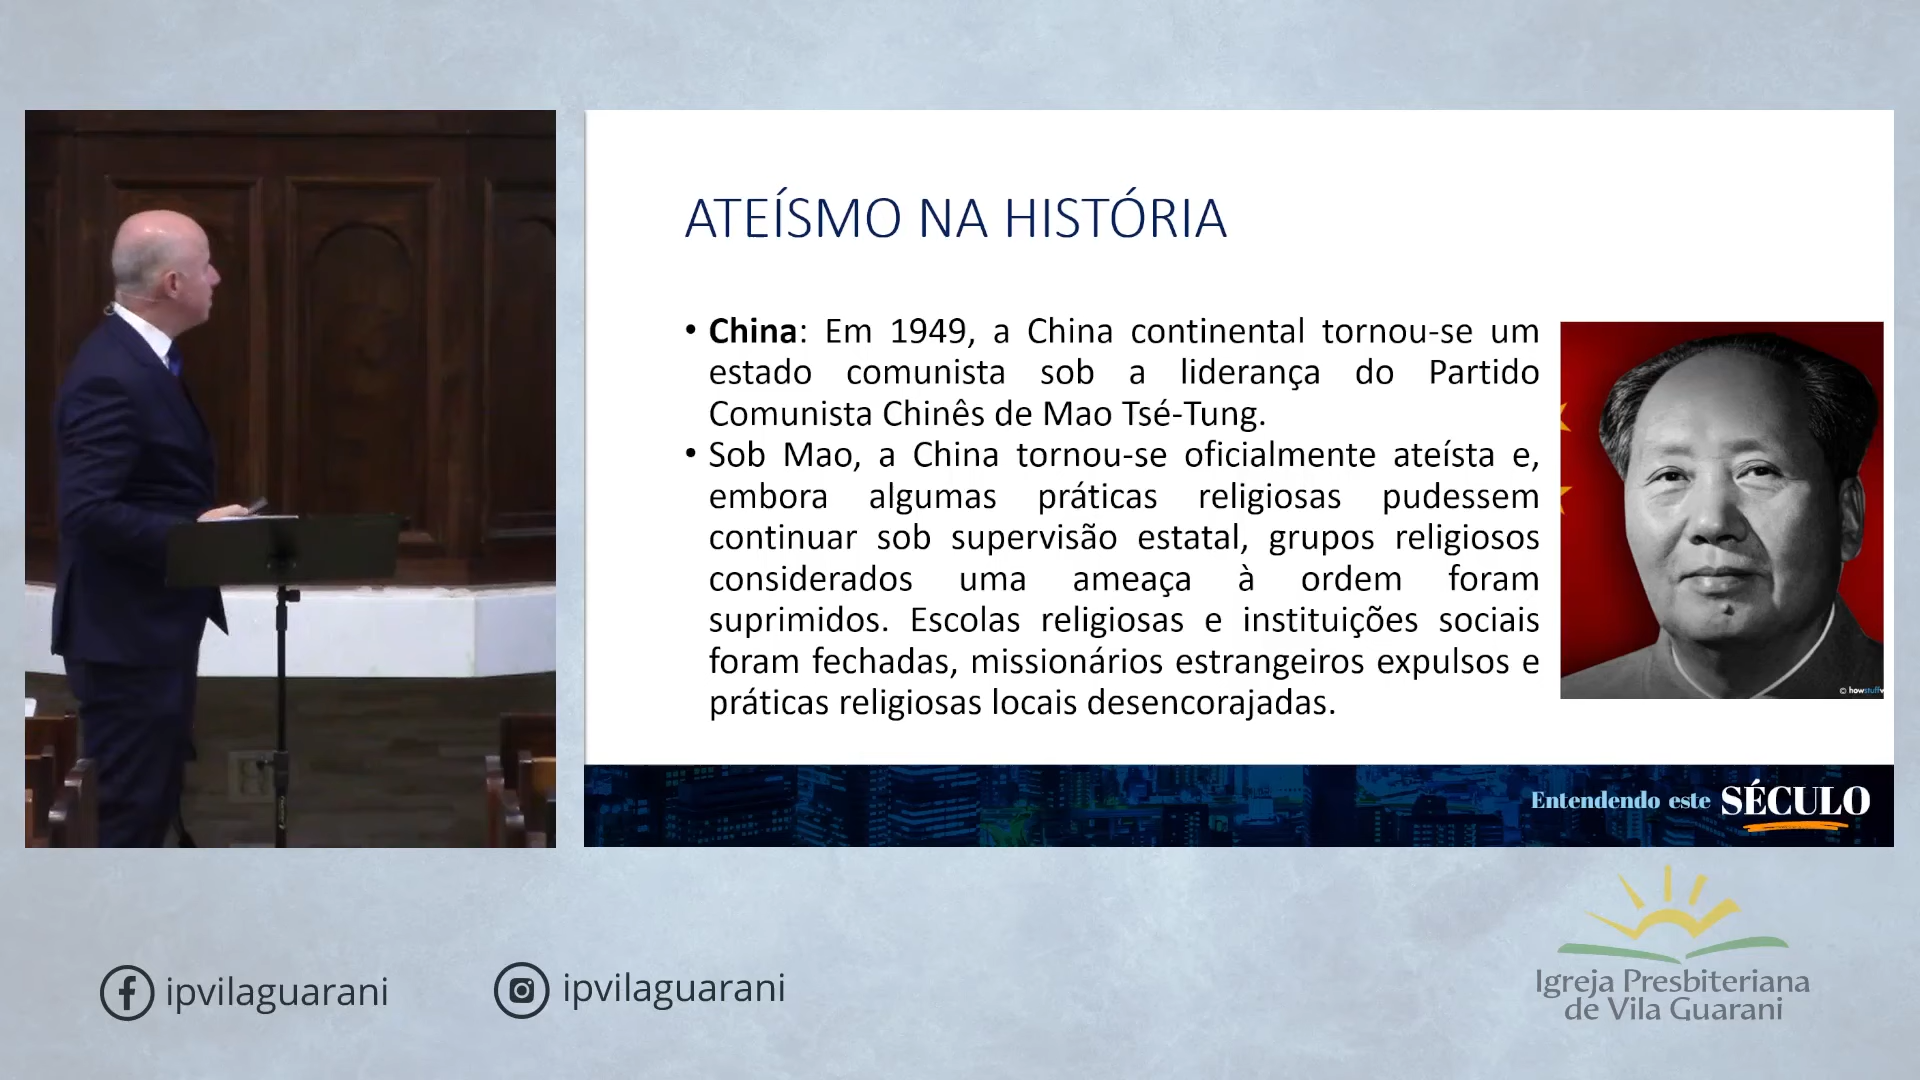 ATEÍSMO NA HISTÓRIA
• China: Em 1949, a China continental tornou-se um
estado comunista sob a liderança do Partido
Comunista Chinês de Mao Tsé-Tung.
• Sob Mao, a China tornou-se oficialmente ateísta e,
embora algumas práticas religiosas pudessem
continuar sob supervisão estatal, grupos religiosos
considerados uma ameaça à ordem foram
suprimidos. Escolas religiosas e instituições sociais
foram fechadas, missionários estrangeiros expulsos e
práticas religiosas locais desencorajadas.
© howstuffw
Entendendo este SÉCULO
ipvilaguarani
ipvilaguarani
Igreja Presbiteriana
de Vila Guarani